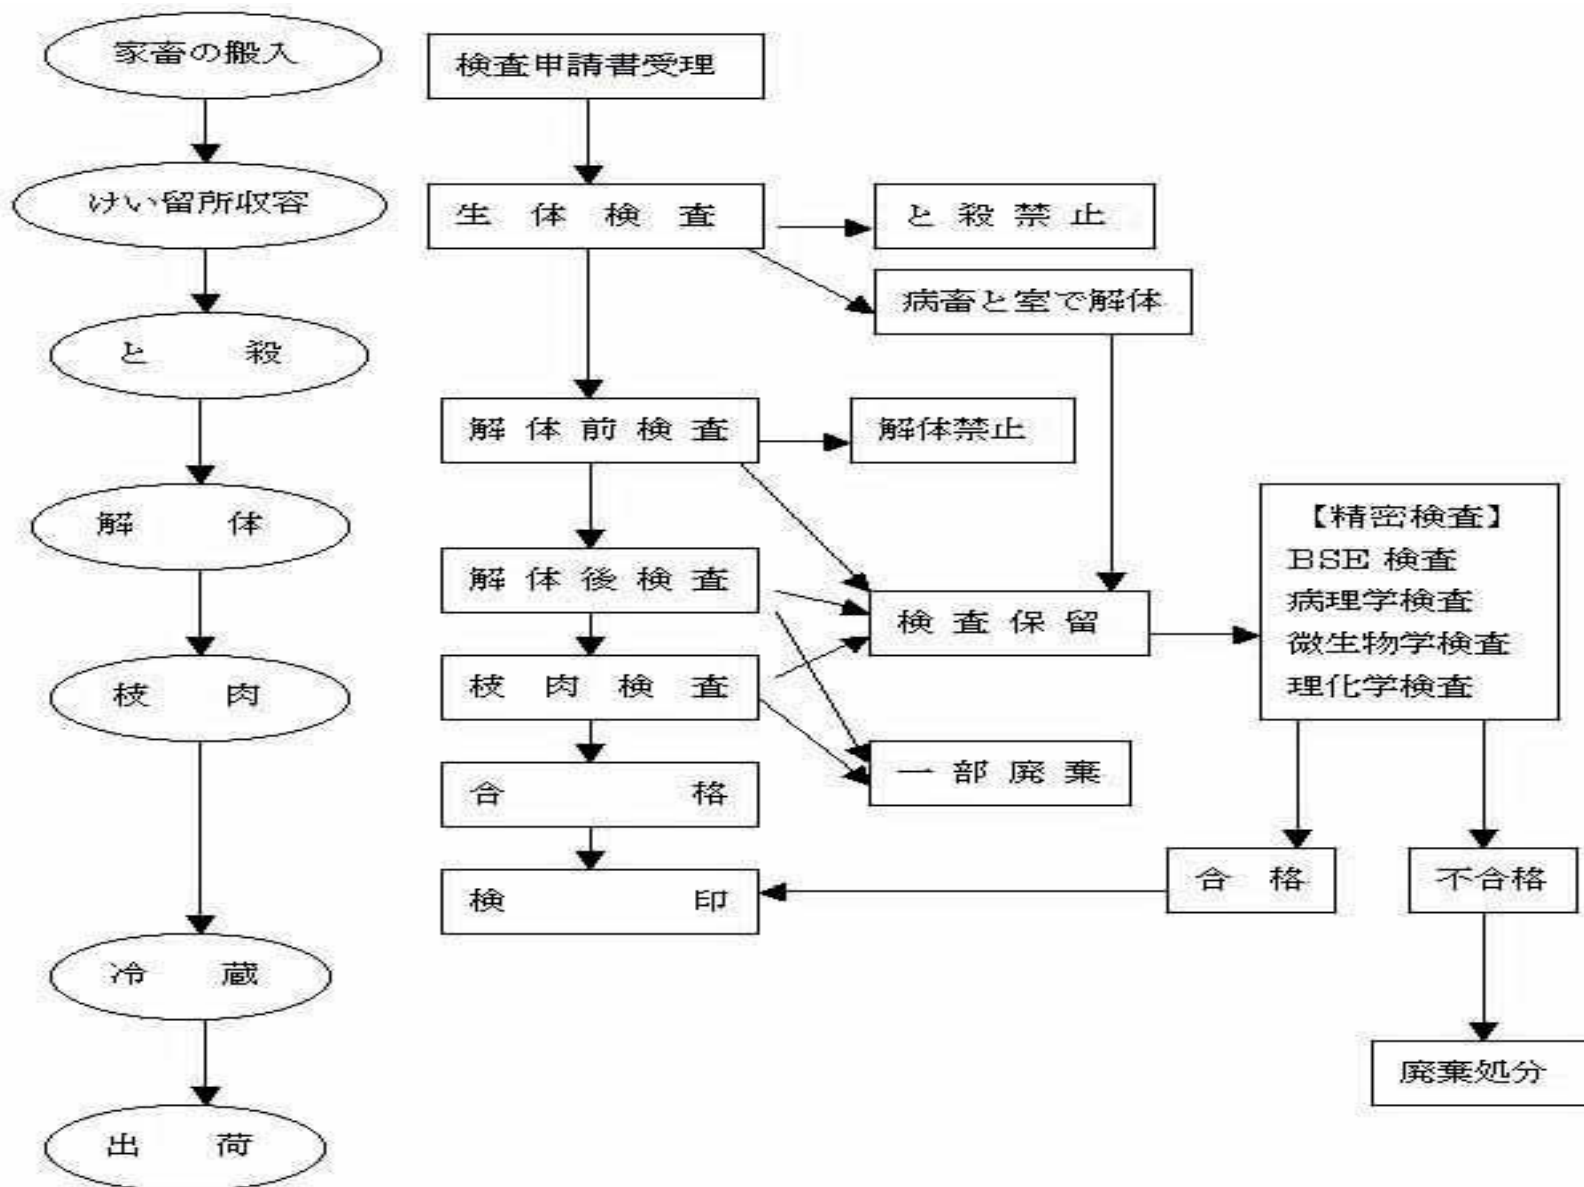 家畜の搬入
けい留所収容
と殺
解体
枝肉
冷蔵
出荷
検査申請書受理
生体検査
と殺禁止
病畜と室で解体
解体前検査
解体禁止
解体後検査
検査保留
枝肉検査
一部廃棄
合格
検印
【精密検査】
BSE 検査
病理学検査
微生物学検査
理化学検査
合格
不合格
廃棄処分